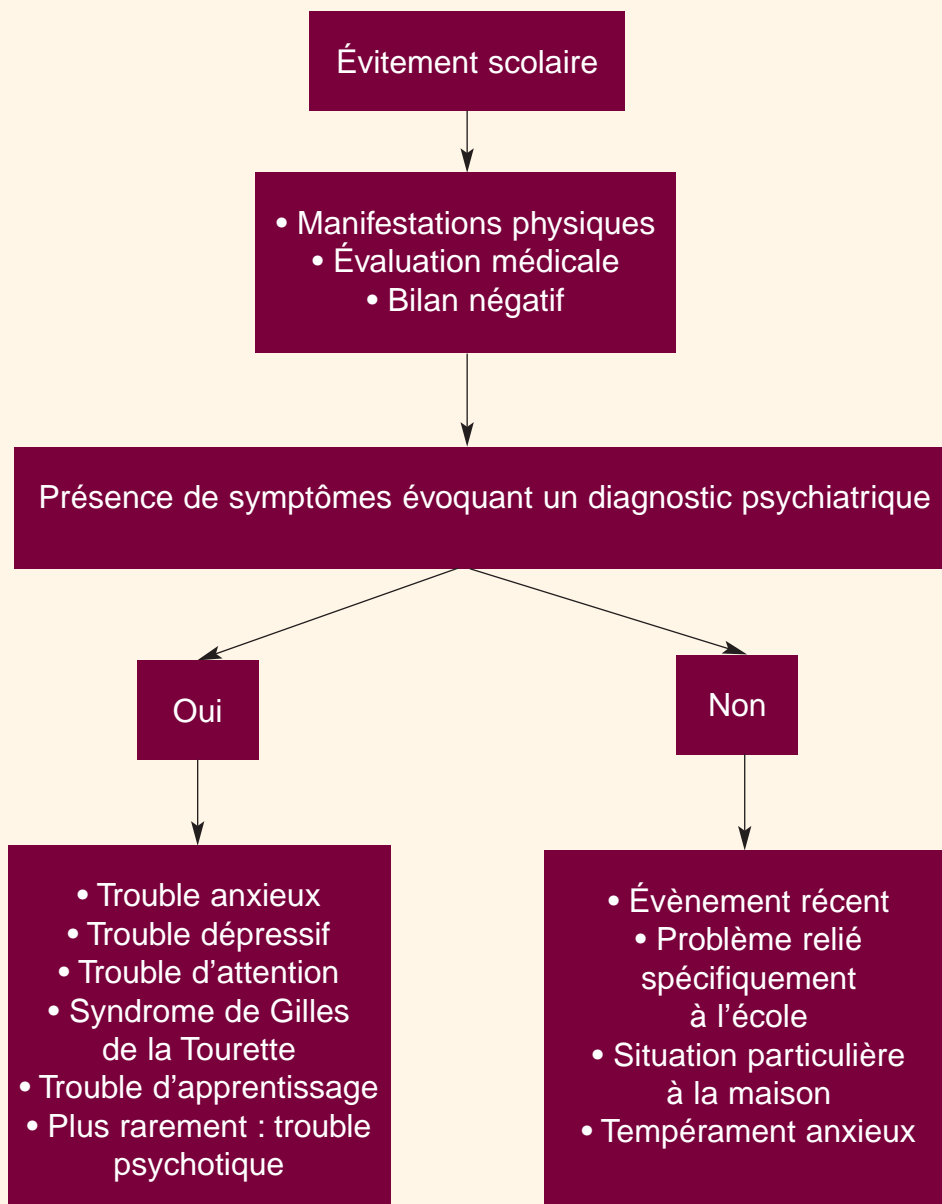 Évitement scolaire
• Manifestations physiques
• Évaluation médicale
• Bilan négatif
Présence de symptômes évoquant un diagnostic psychiatrique
Oui
Non
• Trouble anxieux
• Trouble dépressif
• Trouble d’attention
• Syndrome de Gilles
de la Tourette
• Trouble d’apprentissage
• Plus rarement : trouble
psychotique
• Évènement récent
• Problème relié
spécifiquement
à l’école
• Situation particulière
à la maison
• Tempérament anxieux